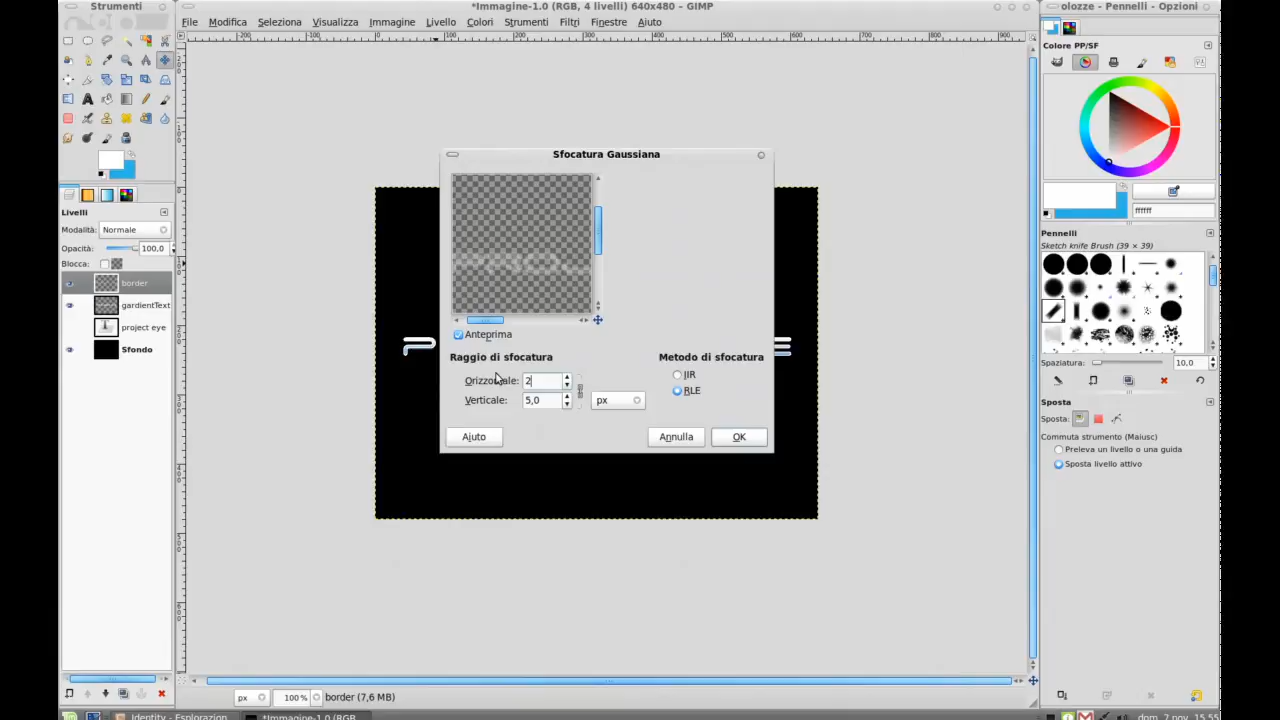 Strumenti
*Immagine-1.0 (RGB, 4 livelli) 640x480 – GIMP
olozze - Pennelli - Opzioni
File Modifica Seleziona Visualizza Immagine Livello Colori Strumenti Filtri Finestre Aiuto
Colore PP/SF
ffffff
Livelli
Modalità: Normale
Opacità: 100,0
Blocca:
border
gardientText
project eye
Sfondo
Sfocatura Gaussiana
Anteprima
Raggio di sfocatura
Orizzontale: 2
Verticale: 5,0
px
Metodo di sfocatura
IIR
RLE
Aiuto
Annulla
OK
Pennelli
Sketch knife Brush (39 × 39)
Spaziatura: 10,0
Sposta
Sposta:
Commuta strumento (Maiusc)
Preleva un livello o una guida
Sposta livello attivo
px 100 % border (7,6 MB)
Identity - Esplorazion
*Immagine-1.0 (RGB
dom 7 nov, 15.55